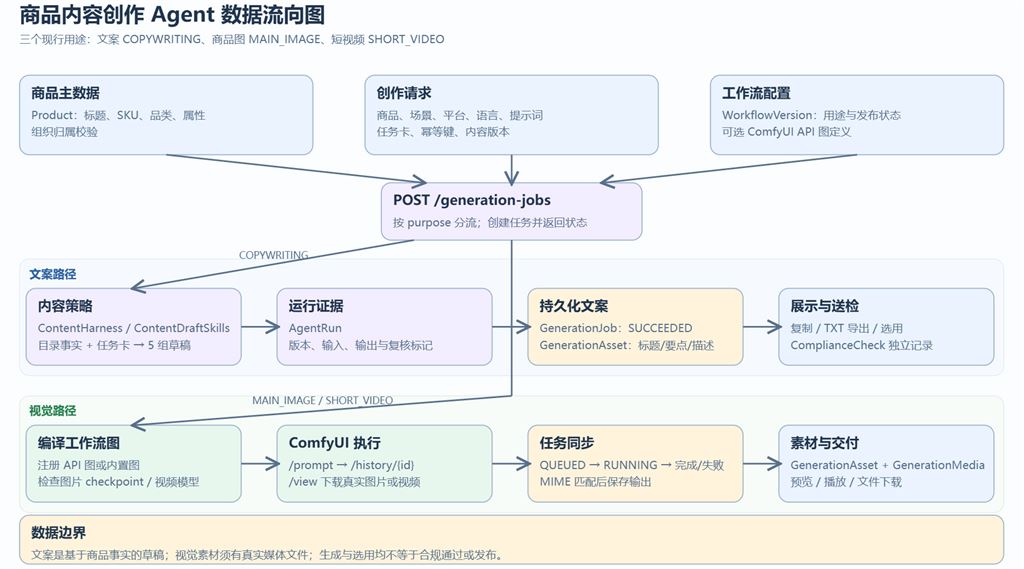 商品内容创作 Agent 数据流向图
三个现行用途：文案 COPYWRITING、商品图 MAIN_IMAGE、短视频 SHORT_VIDEO
商品主数据
Product：标题、SKU、品类、属性
组织归属校验
创作请求
商品、场景、平台、语言、提示词
任务卡、幂等键、内容版本
工作流配置
WorkflowVersion：用途与发布状态
可选 ComfyUI API 图定义
POST /generation-jobs
按 purpose 分流；创建任务并返回状态
COPYWRITING
文案路径
内容策略
ContentHarness / ContentDraftSkills
目录事实 + 任务卡 → 5 组草稿
运行证据
AgentRun
版本、输入、输出与复核标记
持久化文案
GenerationJob：SUCCEEDED
GenerationAsset：标题/要点/描述
展示与送检
复制 / TXT 导出 / 选用
ComplianceCheck 独立记录
MAIN_IMAGE / SHORT_VIDEO
视觉路径
编译工作流图
注册 API 图或内置图
检查图片 checkpoint / 视频模型
ComfyUI 执行
/prompt → /history/{id}
/view 下载真实图片或视频
任务同步
QUEUED → RUNNING → 完成/失败
MIME 匹配后保存输出
素材与交付
GenerationAsset + GenerationMedia
预览 / 播放 / 文件下载
数据边界
文案是基于商品事实的草稿；视觉素材须有真实媒体文件；生成与选用均不等于合规通过或发布。